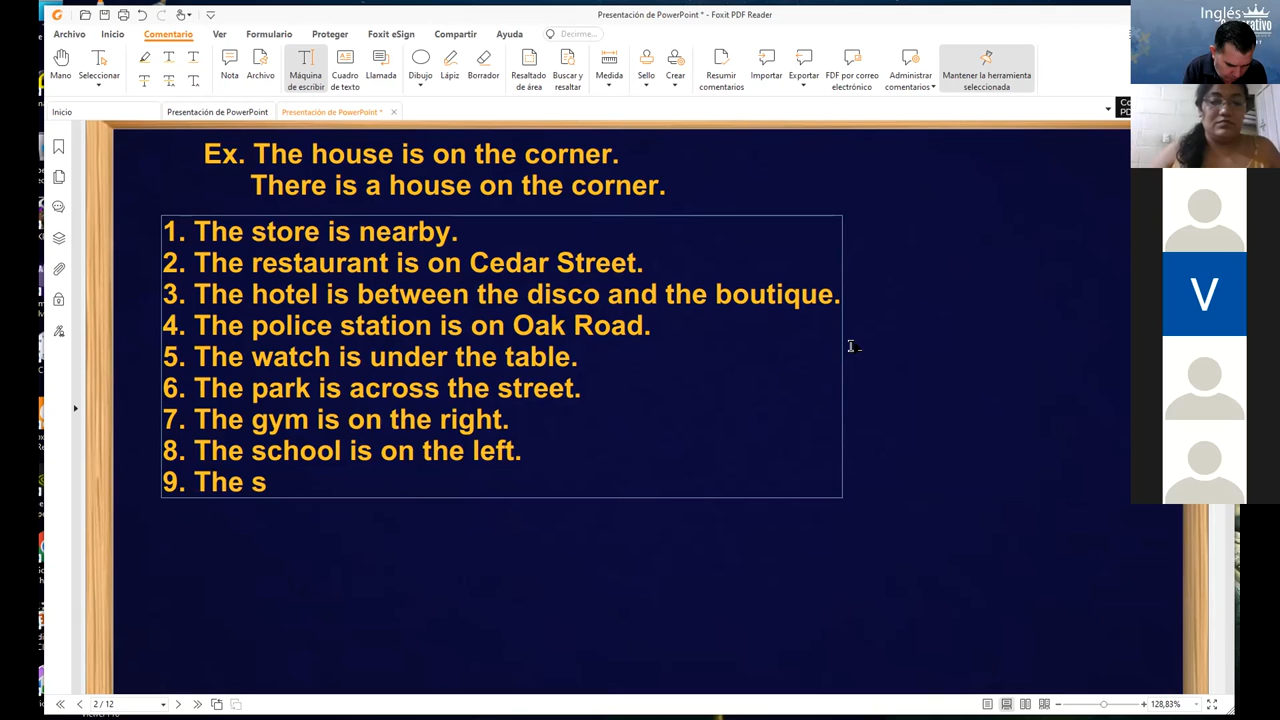 Presentación de PowerPoint * - Foxit PDF Reader
Archivo Inicio Comentario Ver Formulario Proteger Foxit eSign Compartir Ayuda Decirme...
Mano Seleccionar Nota Archivo Máquina de escribir Cuadro de texto Llamada Dibujo Lápiz Borrador Resaltado de área Buscar y resaltar Medida Sello Crear Resumir comentarios Importar Exportar FDF por correo electrónico Administrar comentarios Mantener la herramienta seleccionada
Inicio Presentación de PowerPoint Presentación de PowerPoint *
Ex. The house is on the corner.
There is a house on the corner.
1. The store is nearby.
2. The restaurant is on Cedar Street.
3. The hotel is between the disco and the boutique.
4. The police station is on Oak Road.
5. The watch is under the table.
6. The park is across the street.
7. The gym is on the right.
8. The school is on the left.
9. The s
2 / 12
128,83%
Inglés
V